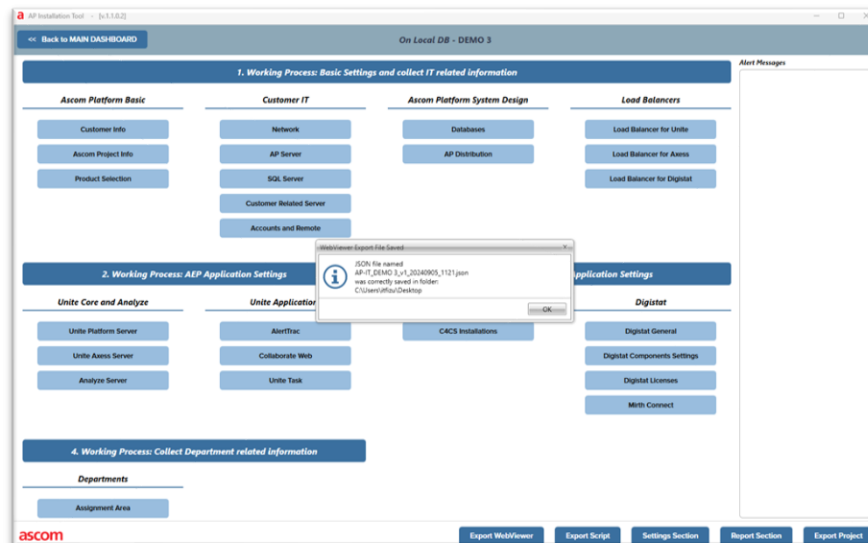 a AP Installation Tool - [v.3.1.0.2]
<< Back to MAIN DASHBOARD
On Local DB - DEMO 3
Alert Messages
1. Working Process: Basic Settings and collect IT related information
Ascom Platform Basic
Customer IT
Ascom Platform System Design
Load Balancers
Customer Info
Network
Databases
Load Balancer for Unite
Ascom Project Info
AP Server
AP Distribution
Load Balancer for Axess
Product Selection
SQL Server
Load Balancer for Digistat
Customer Related Server
Accounts and Remote
WebViewer Export File Saved
JSON file named
AP-IT_DEMO 3_v1_20240905_1121.json
was correctly saved in folder:
OK
2. Working Process: AEP Application Settings
pplication Settings
Unite Core and Analyze
Unite Application
Digistat
Unite Platform Server
AlertTrac
C4CS Installations
Digistat General
Unite Axess Server
Collaborate Web
Digistat Components Settings
Analyze Server
Unite Task
Digistat Licenses
Mirth Connect
4. Working Process: Collect Department related information
Departments
Assignment Area
ascom
Export WebViewer
Export Script
Settings Section
Report Section
Export Project